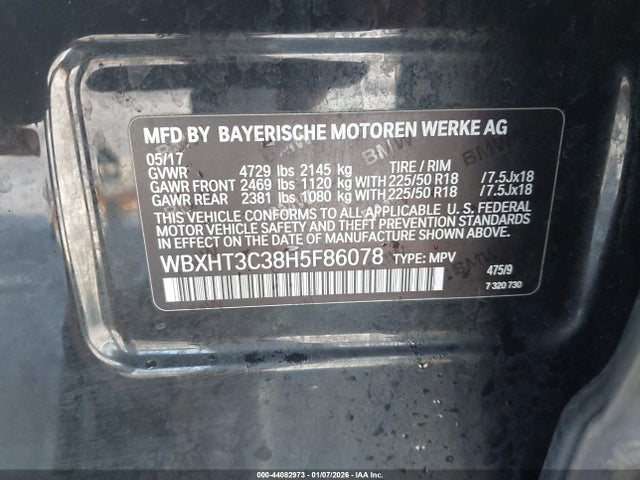 MFD BY BAYERISCHE MOTOREN WERKE AG
05/17
GVWR 4729 lbs 2145 kg TIRE / RIM
GAWR FRONT 2469 lbs 1120 kg WITH 225/50 R18 /7.5Jx18
GAWR REAR 2381 lbs 1080 kg WITH 225/50 R18 /7.5Jx18
THIS VEHICLE CONFORMS TO ALL APPLICABLE U. S. FEDERAL
MOTOR VEHICLE SAFETY AND THEFT PREVENTION STANDARDS
IN EFFECT ON THE DATE OF MANUFACTURE SHOWN ABOVE.
WBXHT3C38H5F86078 TYPE: MPV
475/9
7 320 730
000-44082973 - 01/07/2026 - IAA Inc.